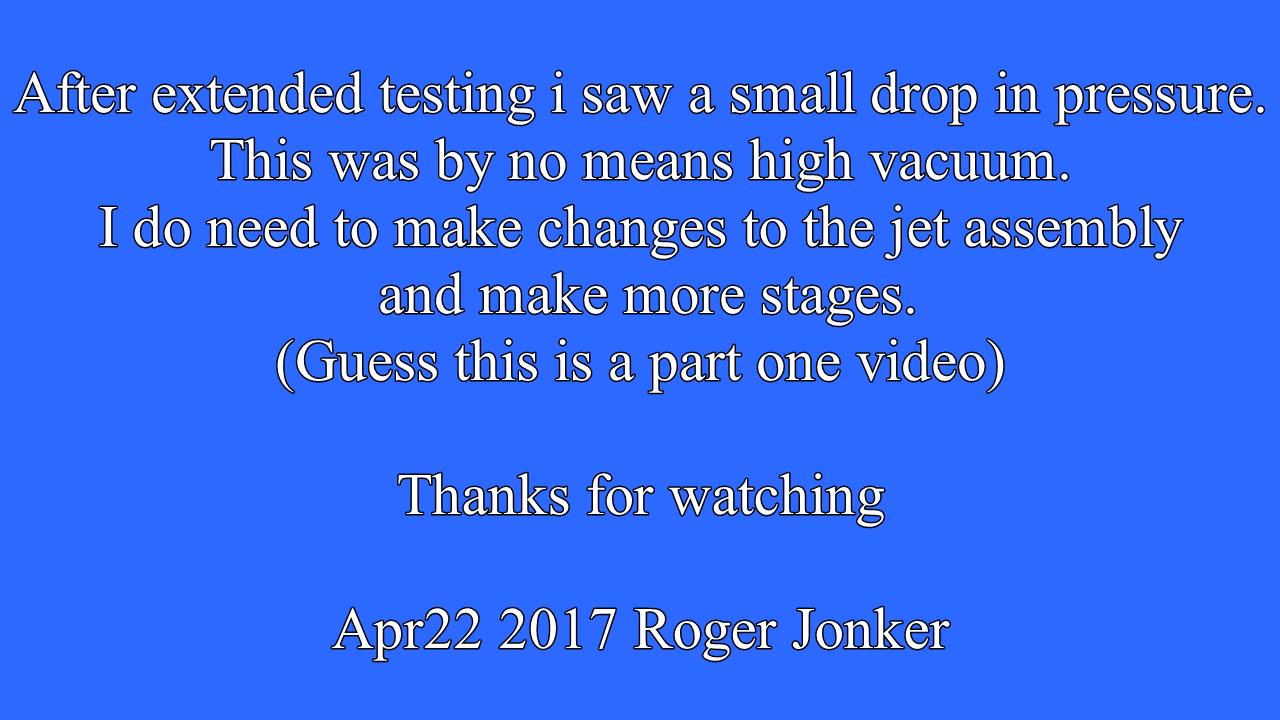 After extended testing i saw a small drop in pressure.
This was by no means high vacuum.
I do need to make changes to the jet assembly
and make more stages.
(Guess this is a part one video)
Thanks for watching
Apr22 2017 Roger Jonker